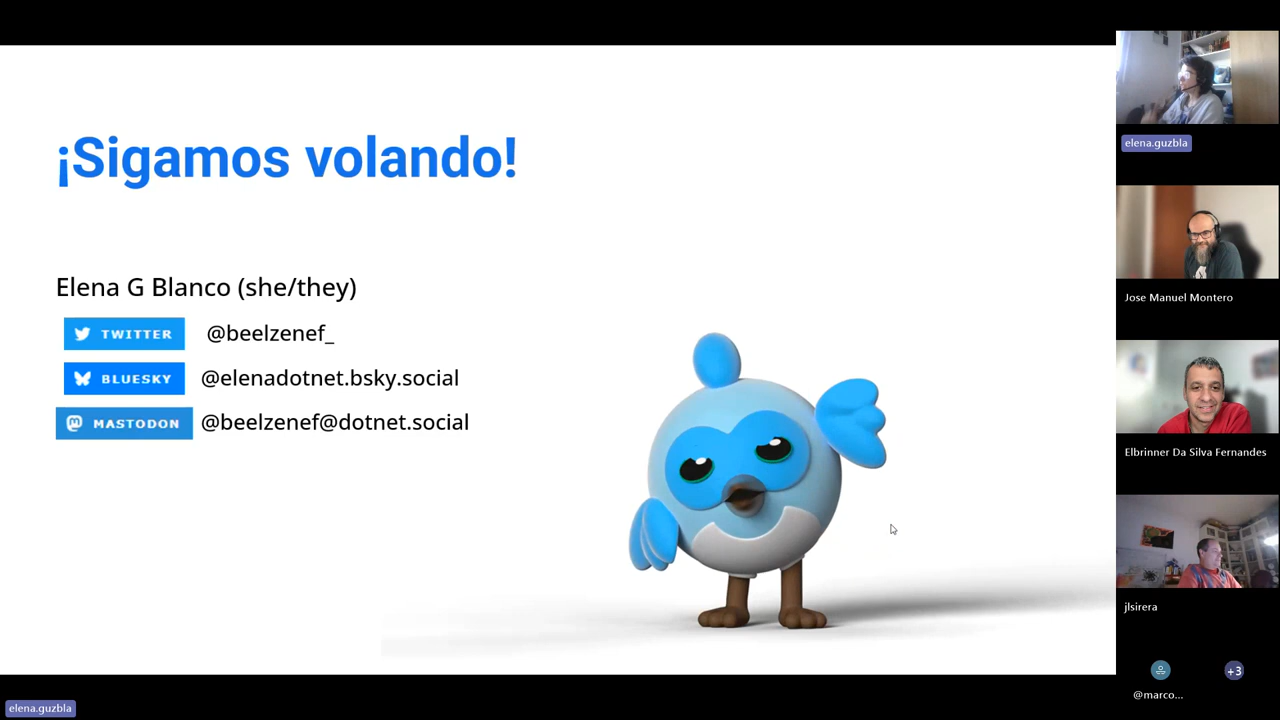 ¡Sigamos volando!
Elena G Blanco (she/they)
TWITTER @beelzenef_
BLUESKY @elenadotnet.bsky.social
MASTODON @beelzenef@dotnet.social
elena.guzbla
Jose Manuel Montero
Elbrinner Da Silva Fernandes
jlsirera
@marco...
+3
elena.guzbla